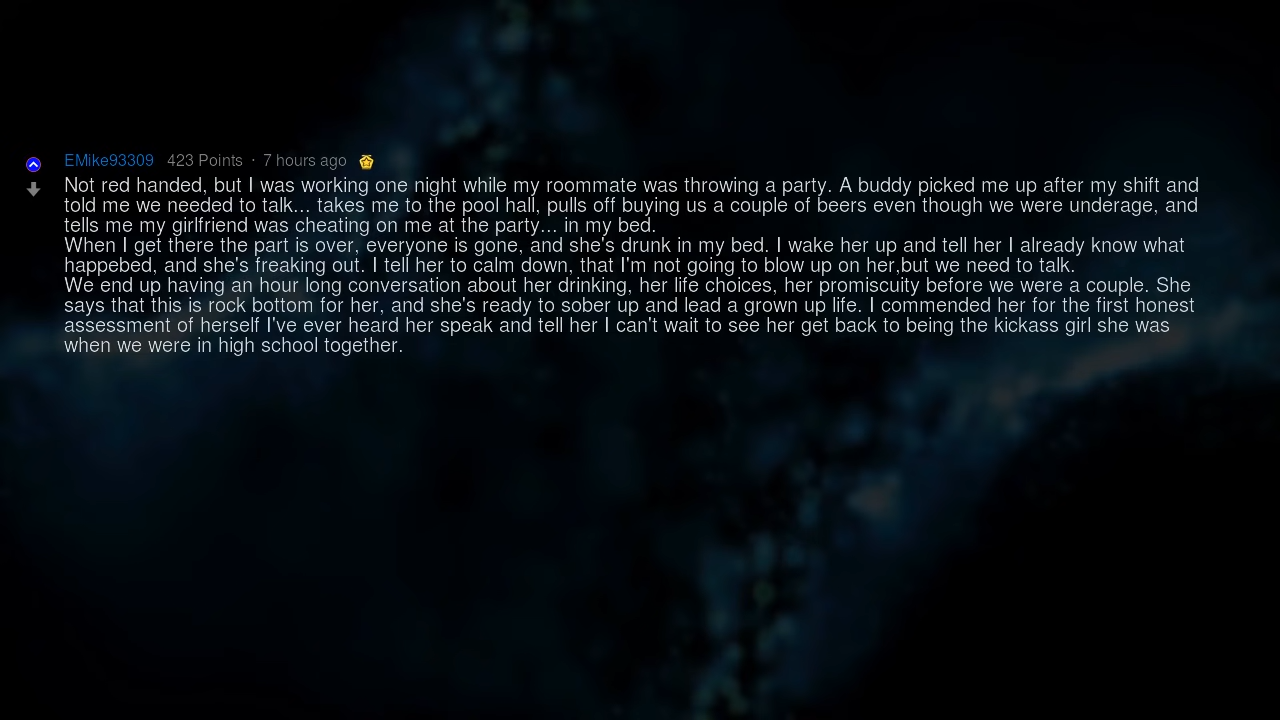 EMike93309 423 Points · 7 hours ago
Not red handed, but I was working one night while my roommate was throwing a party. A buddy picked me up after my shift and
told me we needed to talk... takes me to the pool hall, pulls off buying us a couple of beers even though we were underage, and
tells me my girlfriend was cheating on me at the party... in my bed.
When I get there the part is over, everyone is gone, and she's drunk in my bed. I wake her up and tell her I already know what
happebed, and she's freaking out. I tell her to calm down, that I'm not going to blow up on her,but we need to talk.
We end up having an hour long conversation about her drinking, her life choices, her promiscuity before we were a couple. She
says that this is rock bottom for her, and she's ready to sober up and lead a grown up life. I commended her for the first honest
assessment of herself I've ever heard her speak and tell her I can't wait to see her get back to being the kickass girl she was
when we were in high school together.